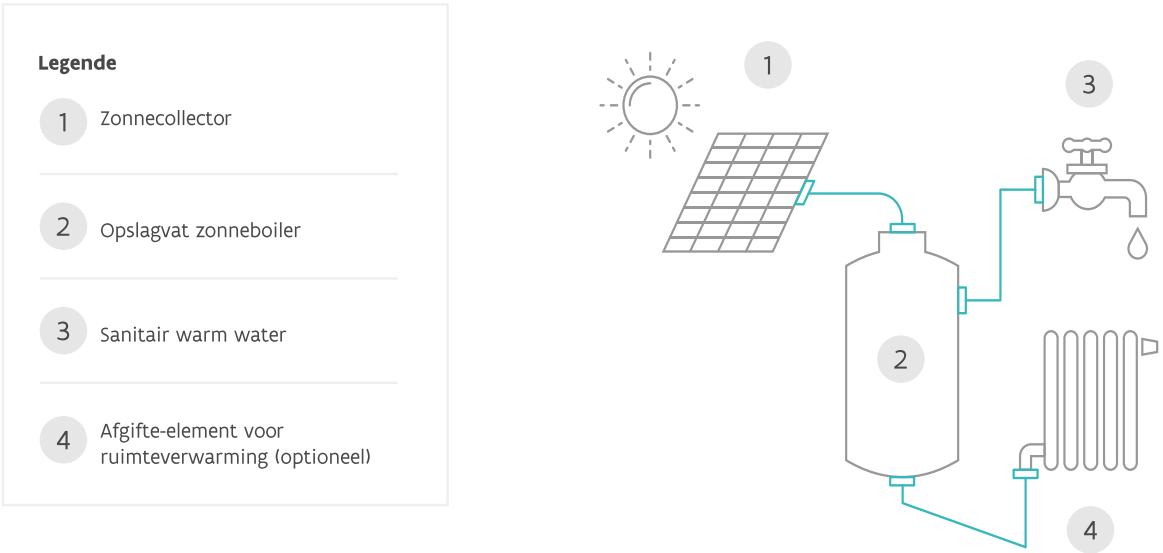 Legende
1 Zonnecollector
2 Opslagvat zonneboiler
3 Sanitair warm water
4 Afgifte-element voor
ruimteverwarming (optioneel)
1
3
2
4